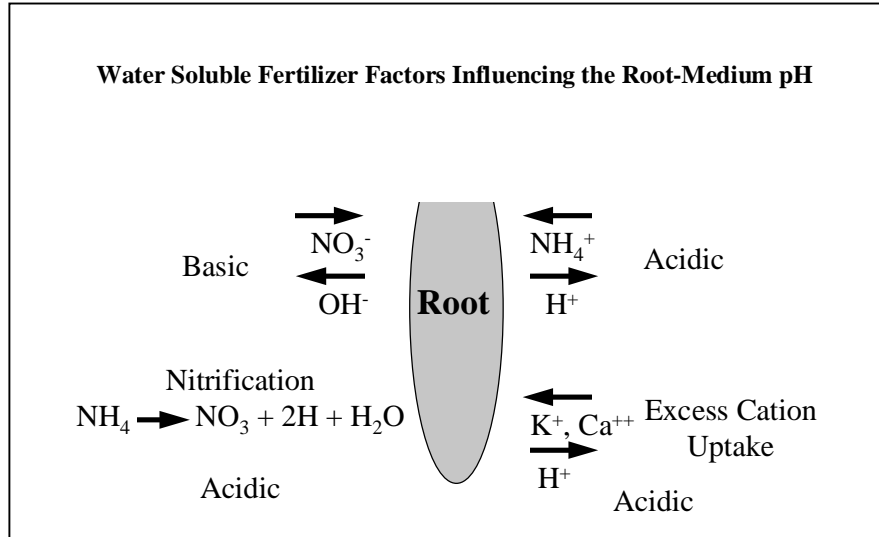 Water Soluble Fertilizer Factors Influencing the Root-Medium pH
NO₃⁻
Basic
OH⁻
Root
NH₄⁺
Acidic
H⁺
Nitrification
NH₄ → NO₃ + 2H + H₂O
Acidic
K⁺, Ca⁺⁺
H⁺
Excess Cation
Uptake
Acidic